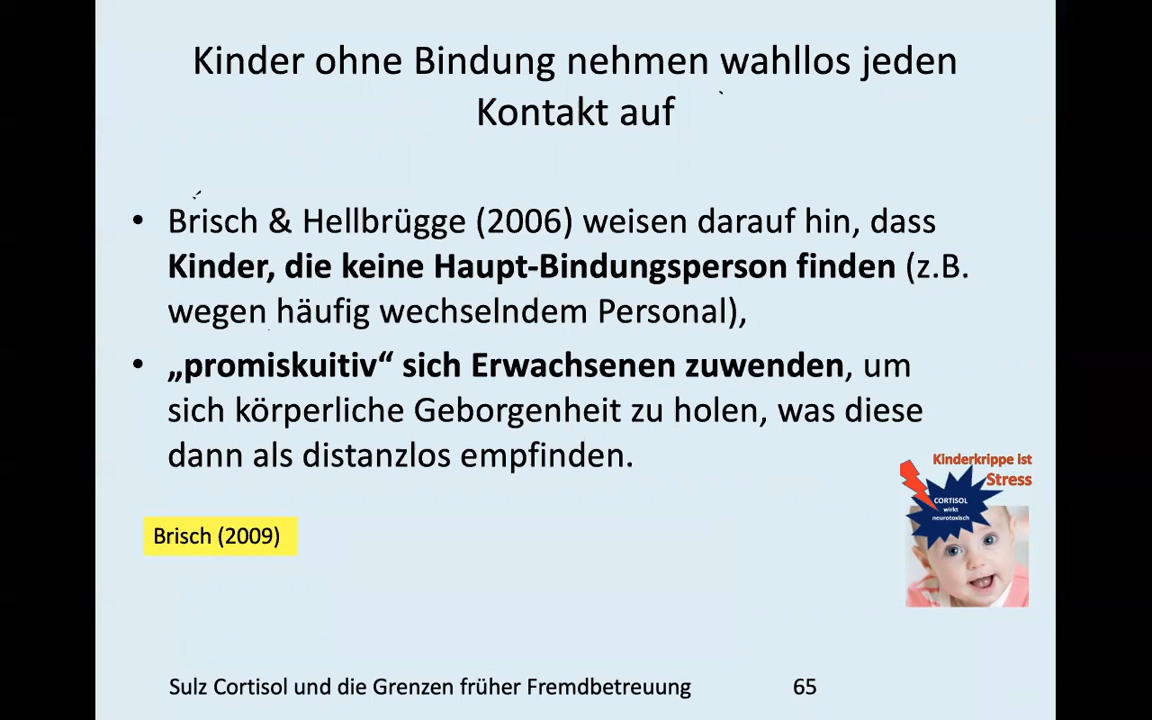 Kinder ohne Bindung nehmen wahllos jeden
Kontakt auf
• Brisch & Hellbrügge (2006) weisen darauf hin, dass
Kinder, die keine Haupt-Bindungsperson finden (z.B.
wegen häufig wechselndem Personal),
• „promiskuitiv“ sich Erwachsenen zuwenden, um
sich körperliche Geborgenheit zu holen, was diese
dann als distanzlos empfinden.
Kinderkrippe ist
Stress
CORTISOL
wirkt
neurotoxisch
Brisch (2009)
Sulz Cortisol und die Grenzen früher Fremdbetreuung 65